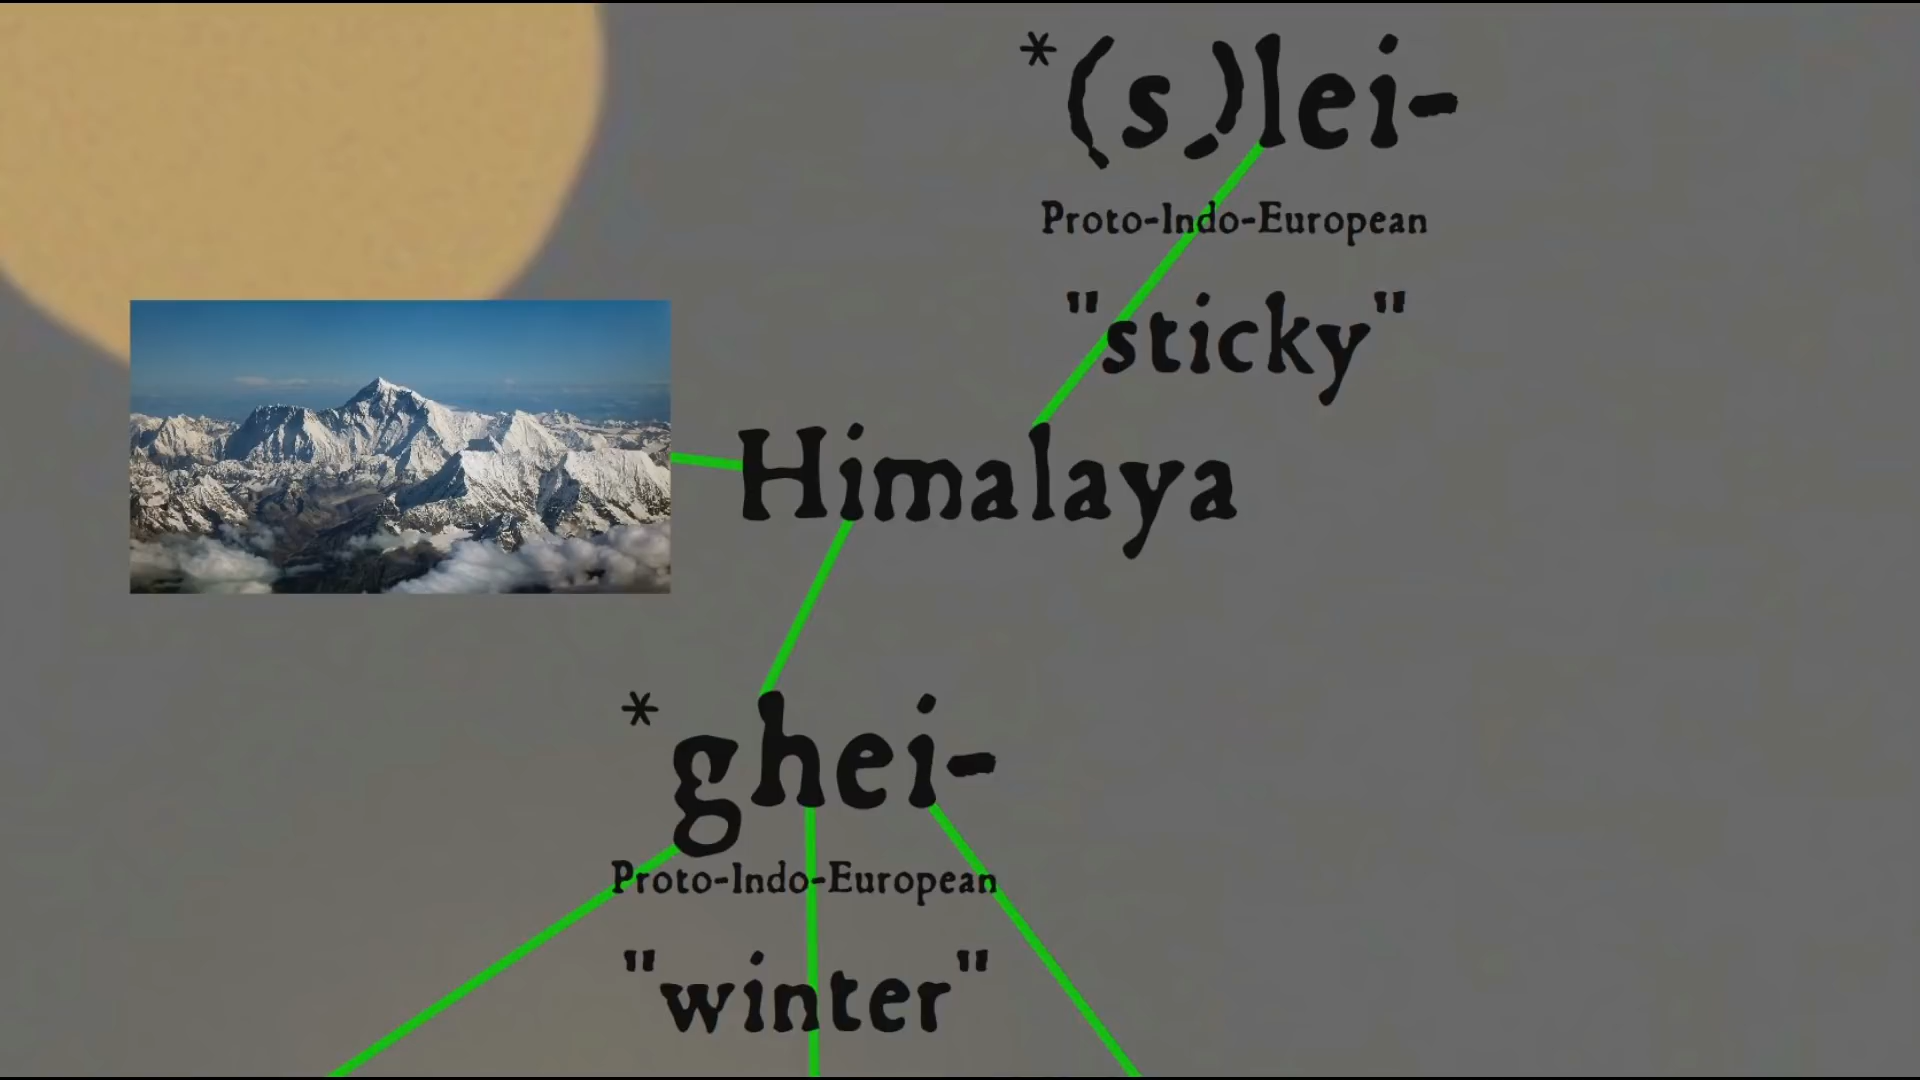 *(s)lei-
Proto-Indo-European
"sticky"
Himalaya
*ghei-
Proto-Indo-European
"winter"